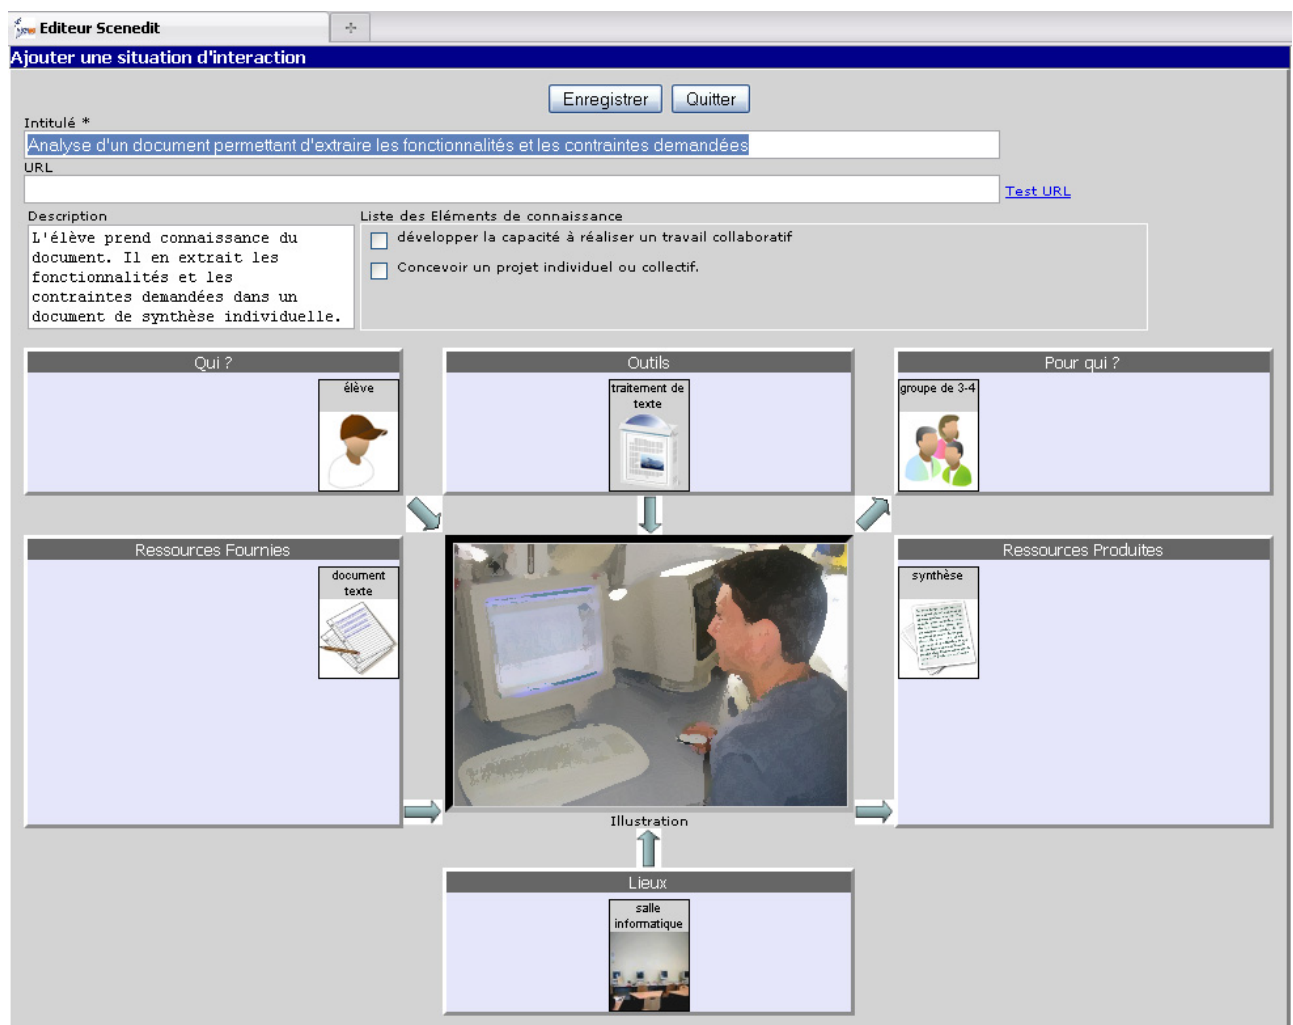 Editeur Scenedit
Ajouter une situation d'interaction
Enregistrer Quitter
Intitulé *
Analyse d'un document permettant d'extraire les fonctionnalités et les contraintes demandées
URL
Test URL
Description
L'élève prend connaissance du
document. Il en extrait les
fonctionnalités et les
contraintes demandées dans un
document de synthèse individuelle.
Liste des Eléments de connaissance
développer la capacité à réaliser un travail collaboratif
Concevoir un projet individuel ou collectif.
Qui ?
élève
Outils
traitement de
texte
Pour qui ?
groupe de 3-4
Ressources Fournies
document
texte
Illustration
Ressources Produites
synthèse
Lieux
salle
informatique